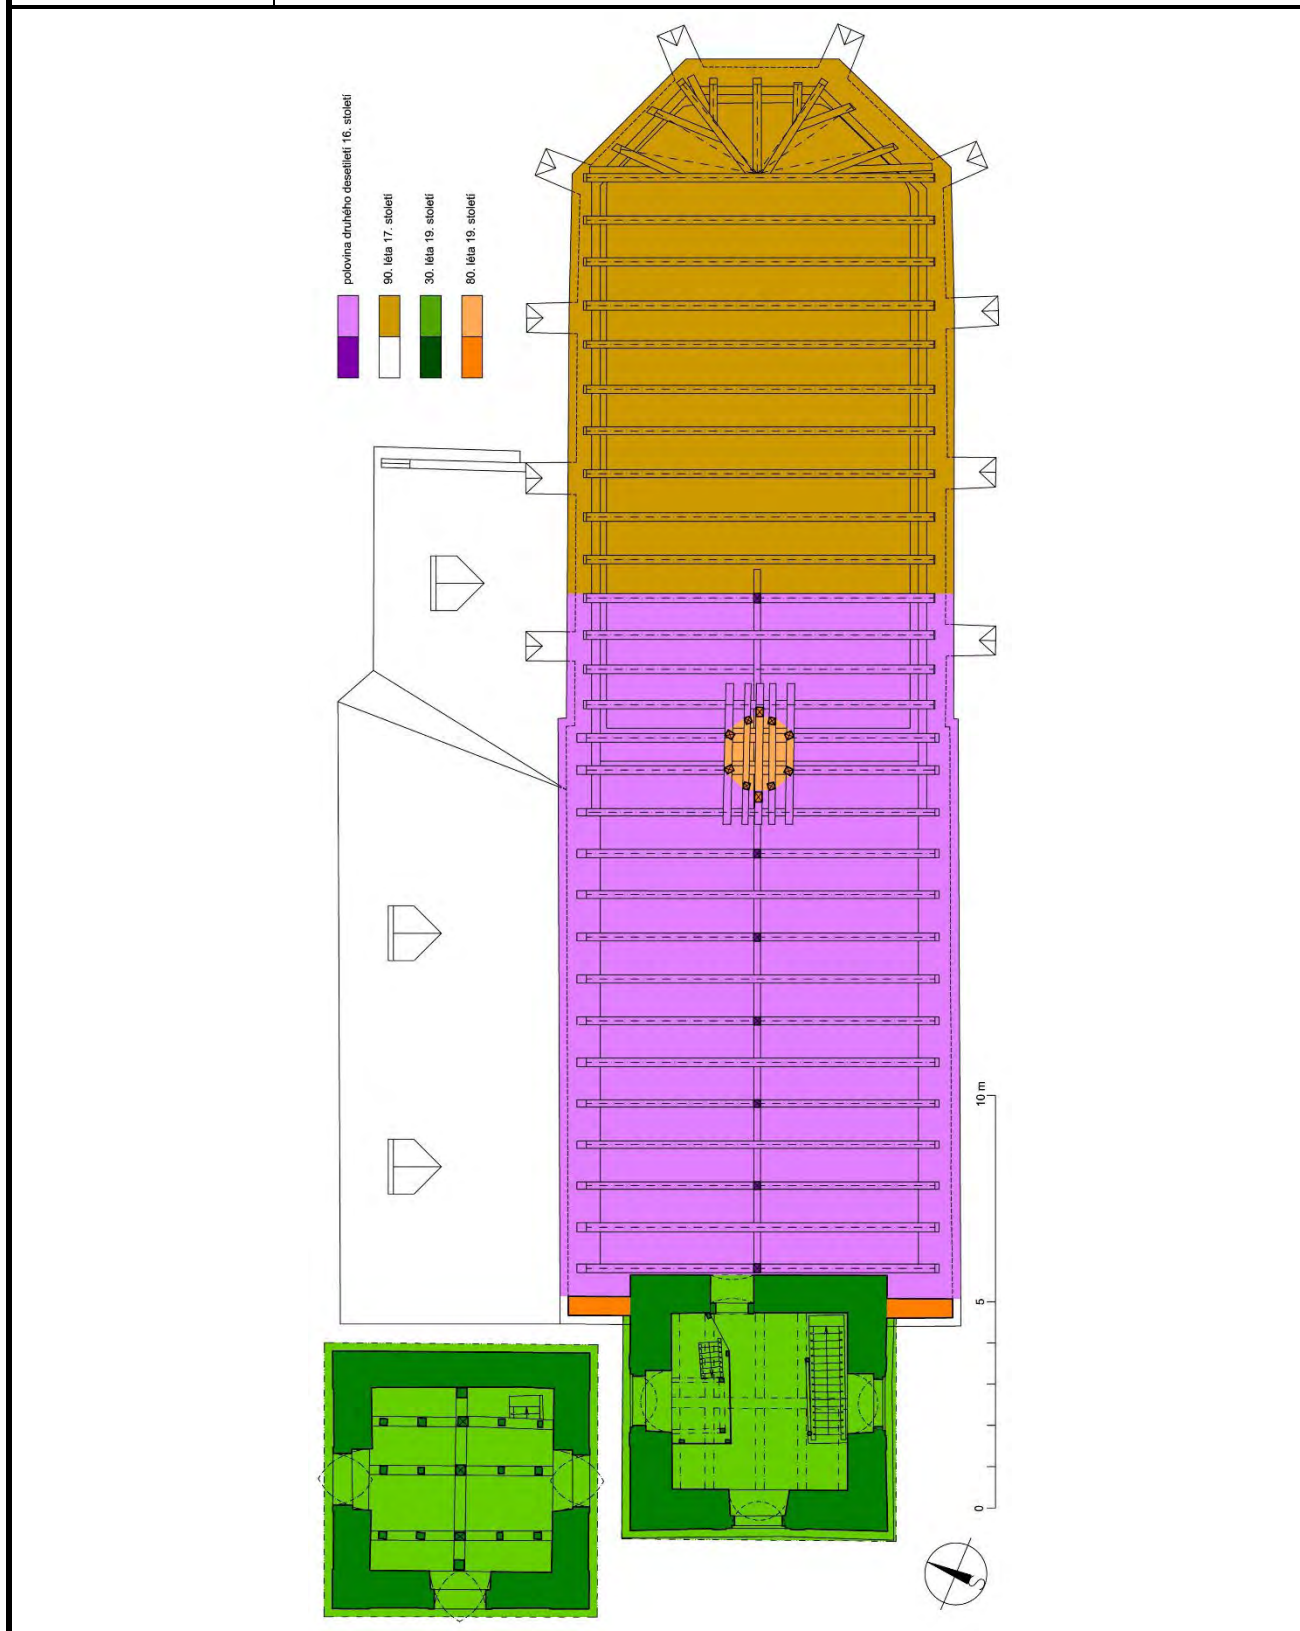 polovina druhého desetiletí 16. století
90. léta 17. století
30. léta 19. století
80. léta 19. století
10 m
5
0
S